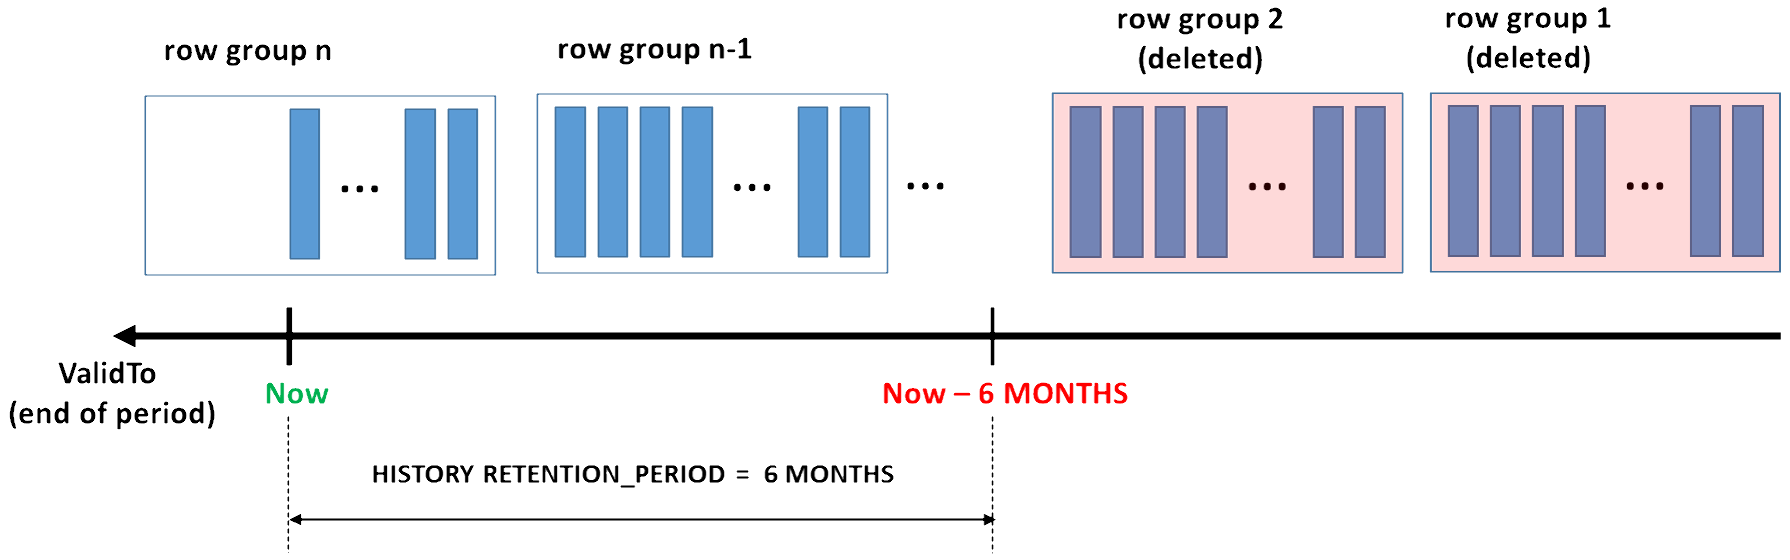 row group n
row group n-1
row group 2
(deleted)
row group 1
(deleted)
...
...
...
...
...
ValidTo
(end of period)
Now
Now – 6 MONTHS
HISTORY RETENTION_PERIOD = 6 MONTHS